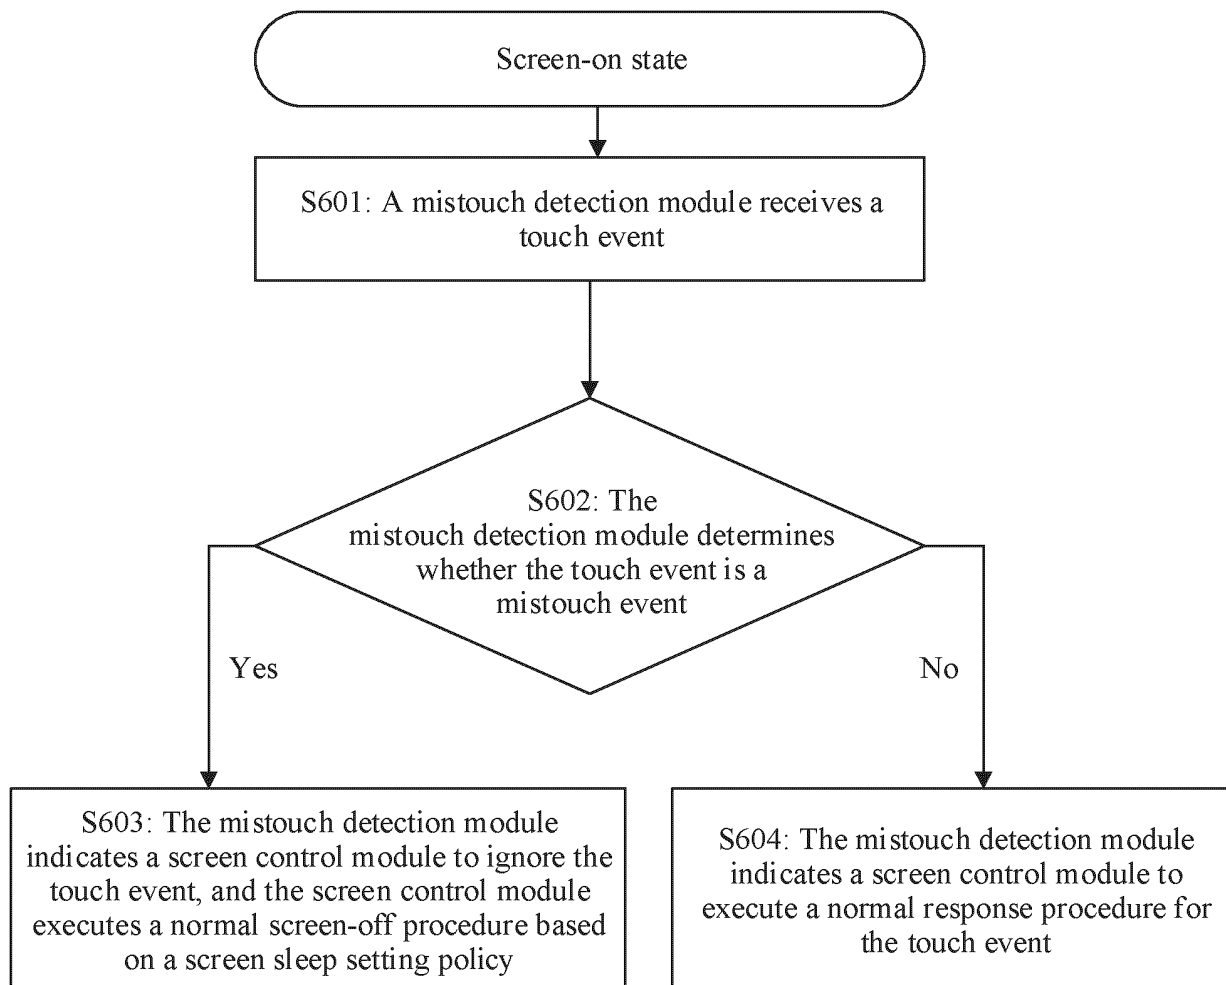 Screen-on state
S601: A mistouch detection module receives a
touch event
S602: The
mistouch detection module determines
whether the touch event is a
mistouch event
Yes
No
S603: The mistouch detection module
indicates a screen control module to ignore the
touch event, and the screen control module
executes a normal screen-off procedure based
on a screen sleep setting policy
S604: The mistouch detection module
indicates a screen control module to
execute a normal response procedure for
the touch event